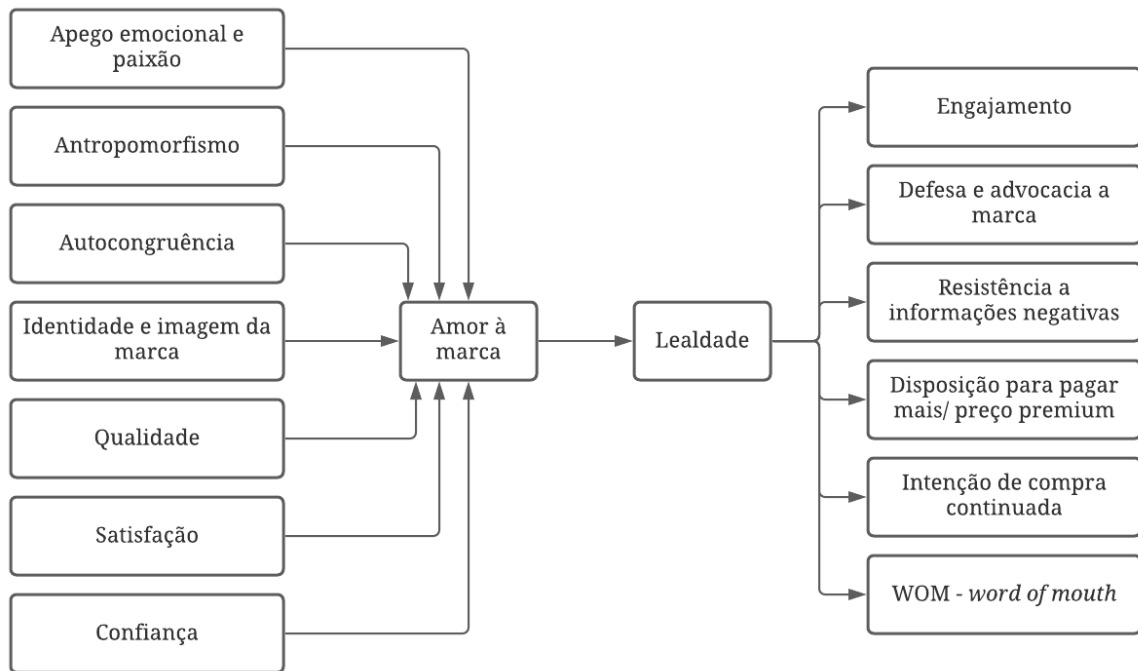 Apego emocional e
paixão
Antropomorfismo
Autocongruência
Identidade e imagem da
marca
Qualidade
Satisfação
Confiança
Amor à
marca
Lealdade
Engajamento
Defesa e advocacia a
marca
Resistência a
informações negativas
Disposição para pagar
mais/ preço premium
Intenção de compra
continuada
WOM - word of mouth